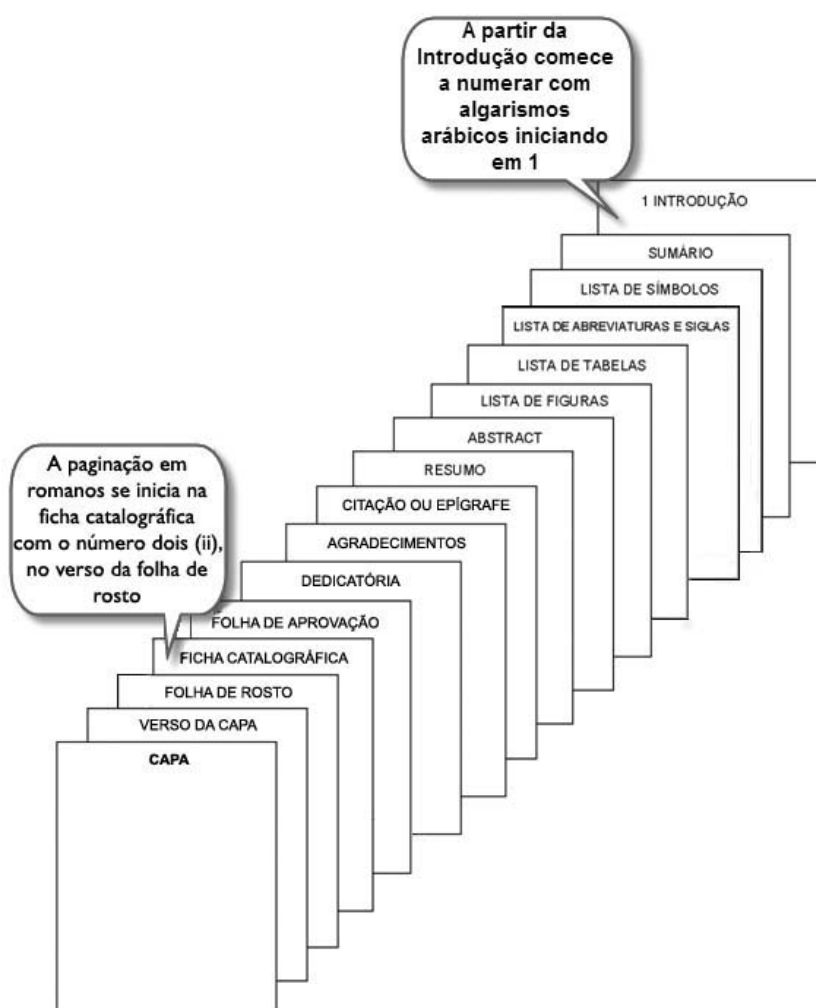 A partir da
Introdução comece
a numerar com
algarismos
arábicos iniciando
em 1
1 INTRODUÇÃO
SUMÁRIO
LISTA DE SÍMBOLOS
LISTA DE ABREVIATURAS E SIGLAS
LISTA DE TABELAS
LISTA DE FIGURAS
ABSTRACT
RESUMO
CITAÇÃO OU EPÍGRAFE
AGRADECIMENTOS
DEDICATÓRIA
FOLHA DE APROVAÇÃO
FICHA CATALOGRÁFICA
FOLHA DE ROSTO
VERSO DA CAPA
CAPA
A paginação em
romanos se inicia na
ficha catalográfica
com o número dois (ii),
no verso da folha de
rosto